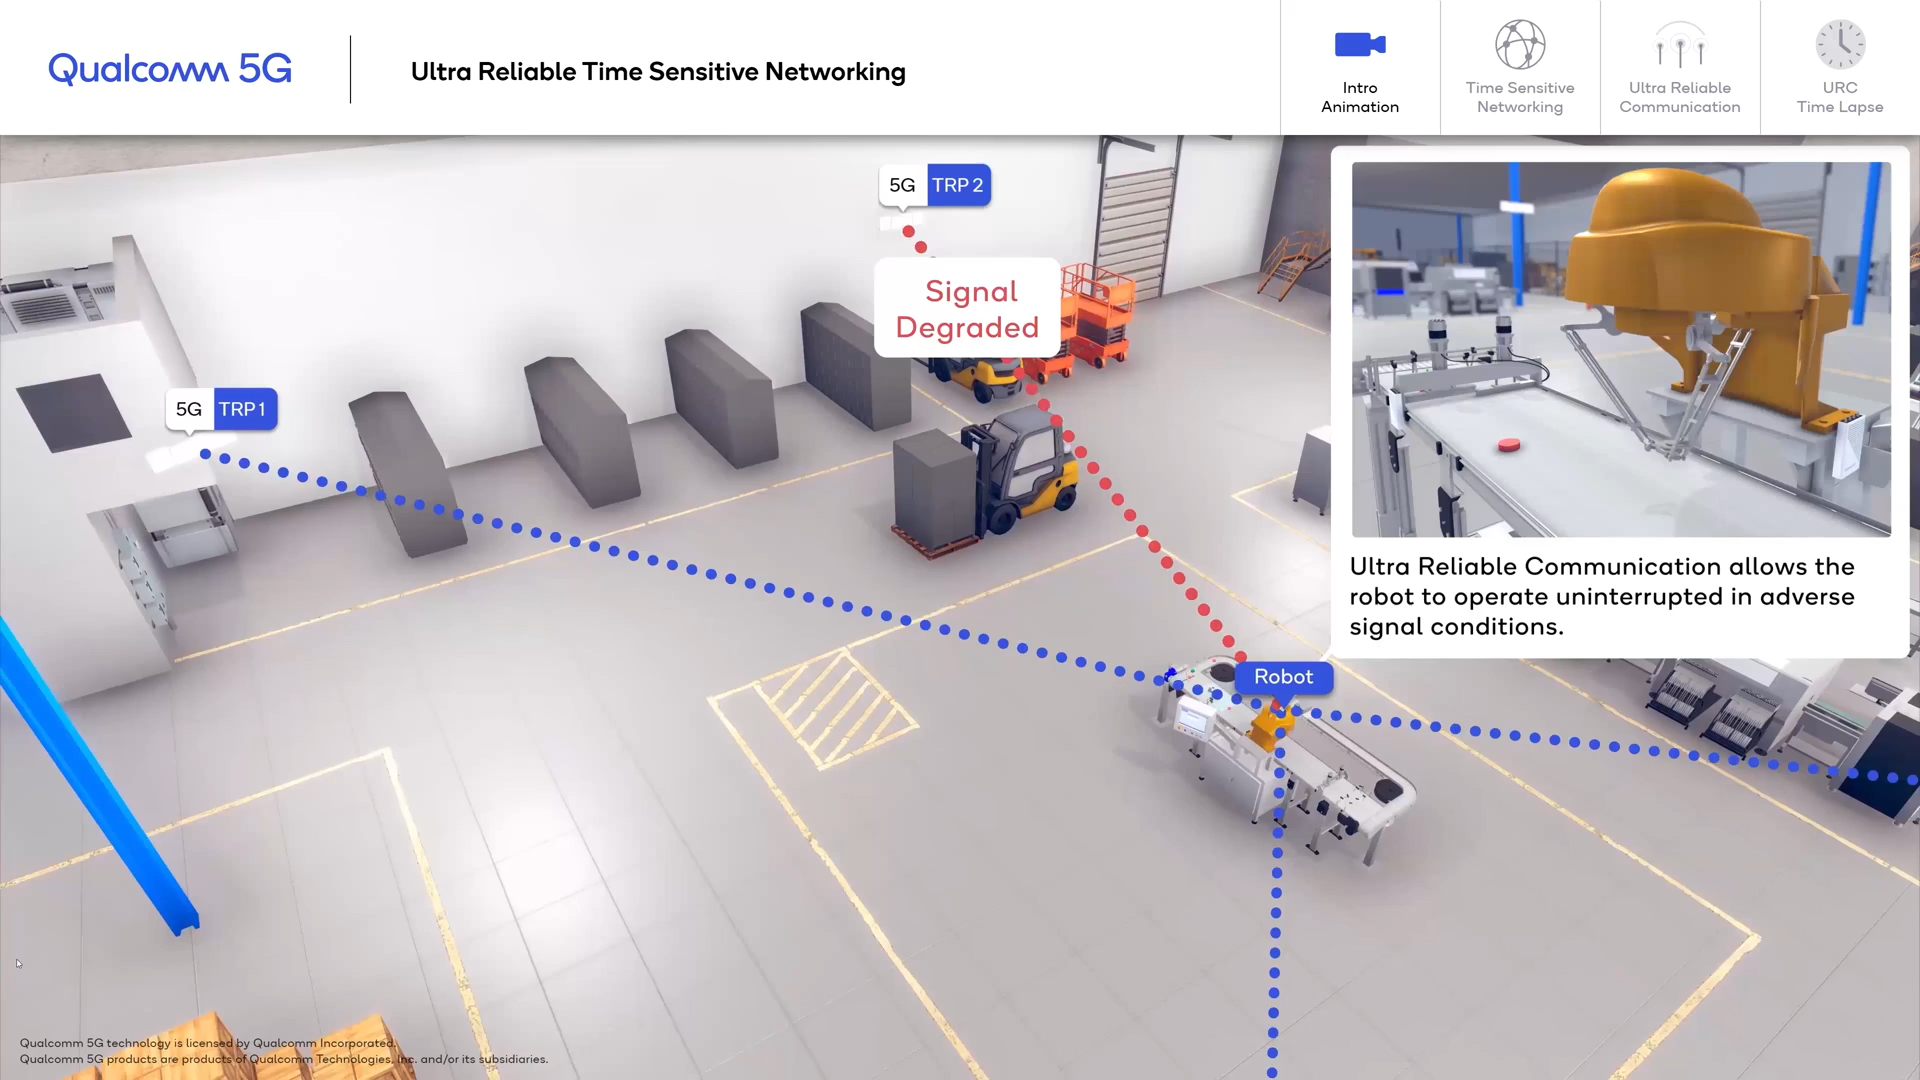 Qualcomm 5G
Ultra Reliable Time Sensitive Networking
Intro
Animation
Time Sensitive
Networking
Ultra Reliable
Communication
URC
Time Lapse
5G TRP 2
Signal
Degraded
5G TRP 1
Ultra Reliable Communication allows the
robot to operate uninterrupted in adverse
signal conditions.
Robot
Qualcomm 5G technology is licensed by Qualcomm Incorporated.
Qualcomm 5G products are products of Qualcomm Technologies, Inc. and/or its subsidiaries.